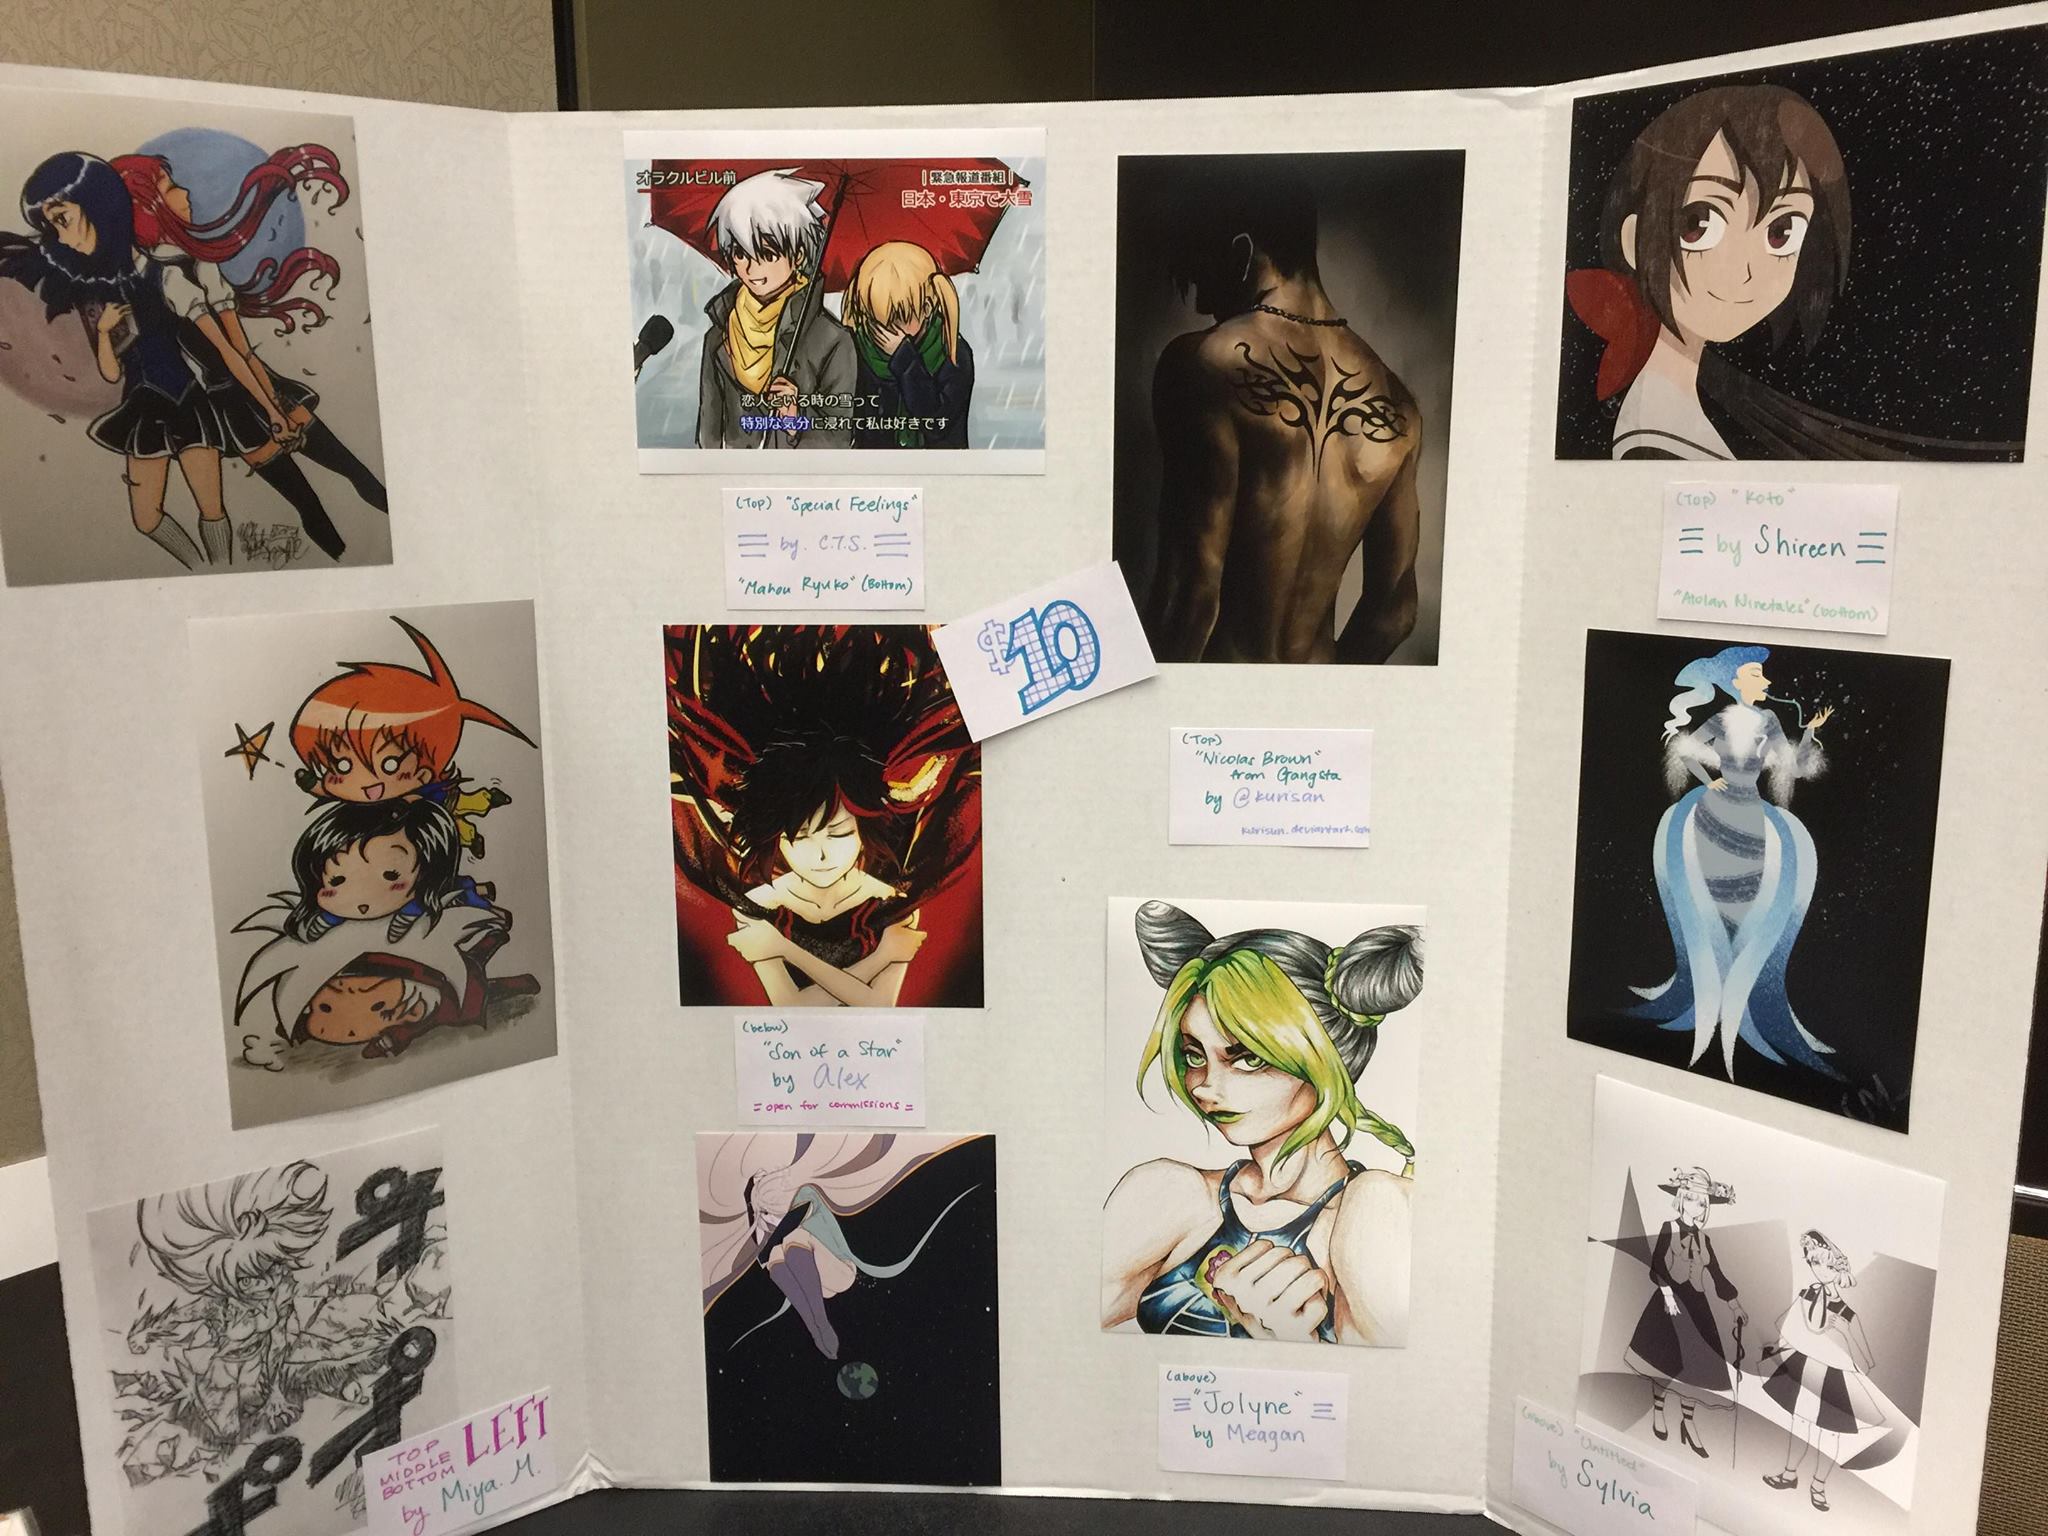 オラクルビル前
|緊急報道番組|
日本・東京で大雪
恋人といる時の雪って
特別な気分に浸れて私は好きです
(Top) "Special Feelings"
by. C.T.S.
"Mahou Ryuko" (Bottom)
$10
(Top)
"Nicolas Brown"
from Gangsta
by @kurisan
kurisun.deviantart.com
(Top) "Koto"
by Shireen
"Alolan Ninetales" (bottom)
(below)
"Son of a Star"
by Alex
= open for commissions =
(above)
"Jolyne"
by Meagan
TOP
MIDDLE
BOTTOM
LEFT
by Miya. M.
(above) "Untitled"
by Sylvia